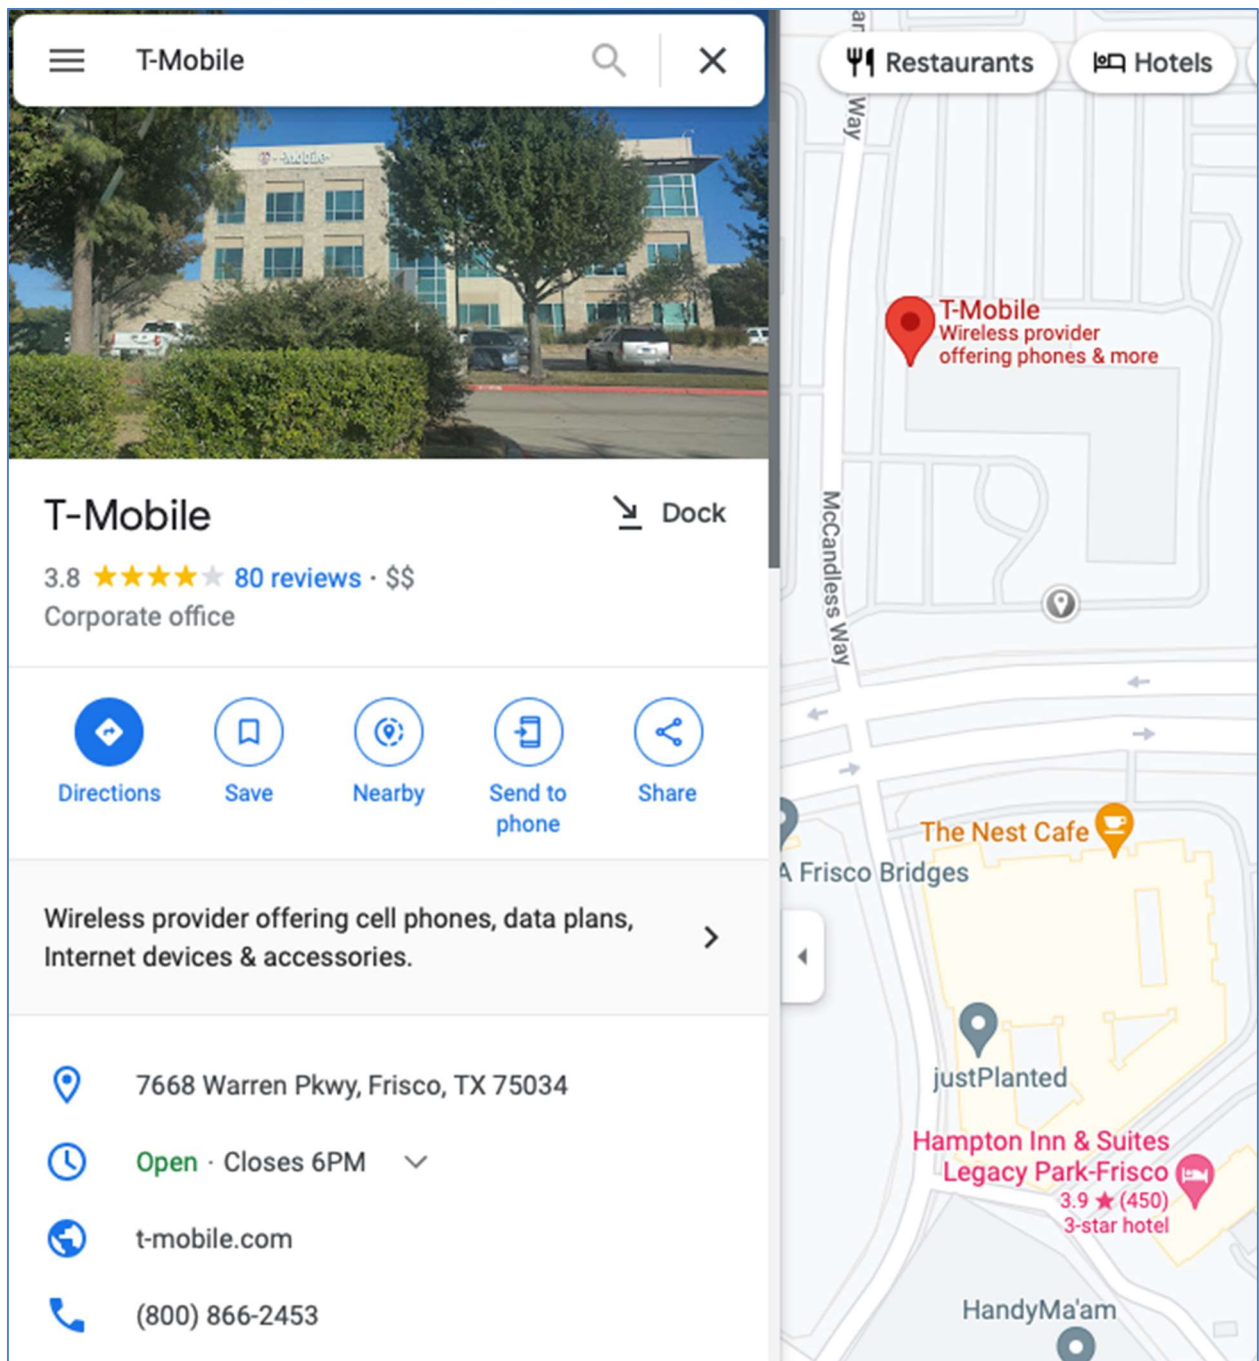 T-Mobile
T-Mobile
Dock
3.8 80 reviews · $$
Corporate office
Directions
Save
Nearby
Send to
phone
Share
Wireless provider offering cell phones, data plans,
Internet devices & accessories.
7668 Warren Pkwy, Frisco, TX 75034
Open · Closes 6PM
t-mobile.com
(800) 866-2453
Restaurants
Hotels
Way
T-Mobile
Wireless provider
offering phones & more
McCandless Way
The Nest Cafe
A Frisco Bridges
justPlanted
Hampton Inn & Suites
Legacy Park-Frisco
3.9 ★ (450)
3-star hotel
HandyMa'am